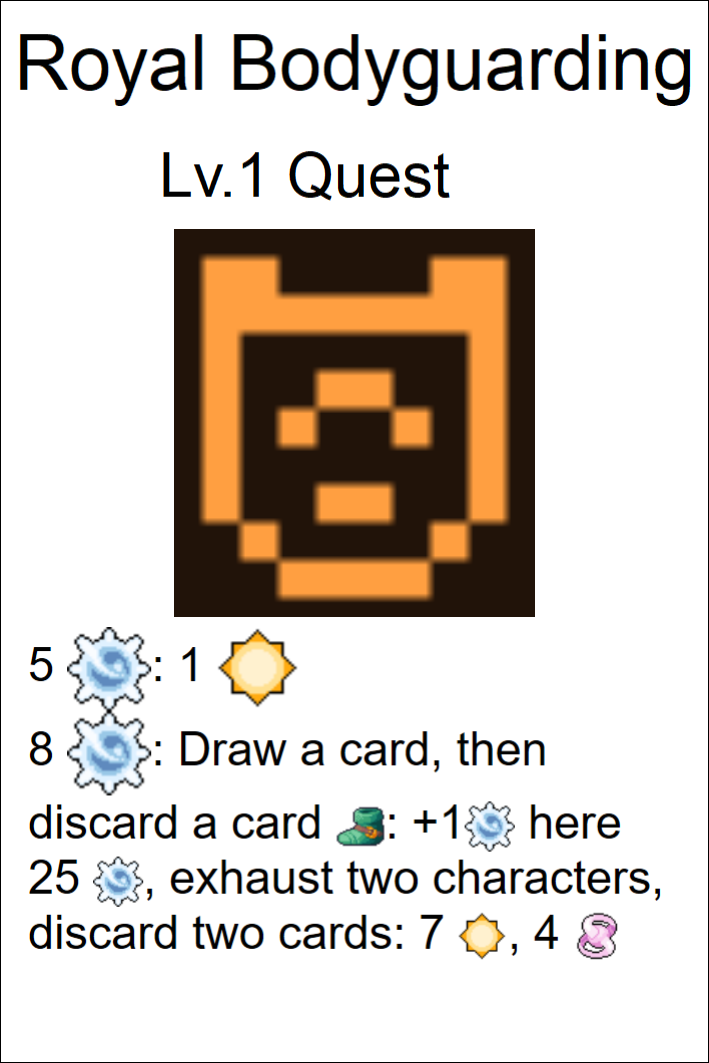 Royal Bodyguarding
Lv.1 Quest
5 : 1
8 : Draw a card, then
discard a card : +1 here
25 , exhaust two characters,
discard two cards: 7 , 4